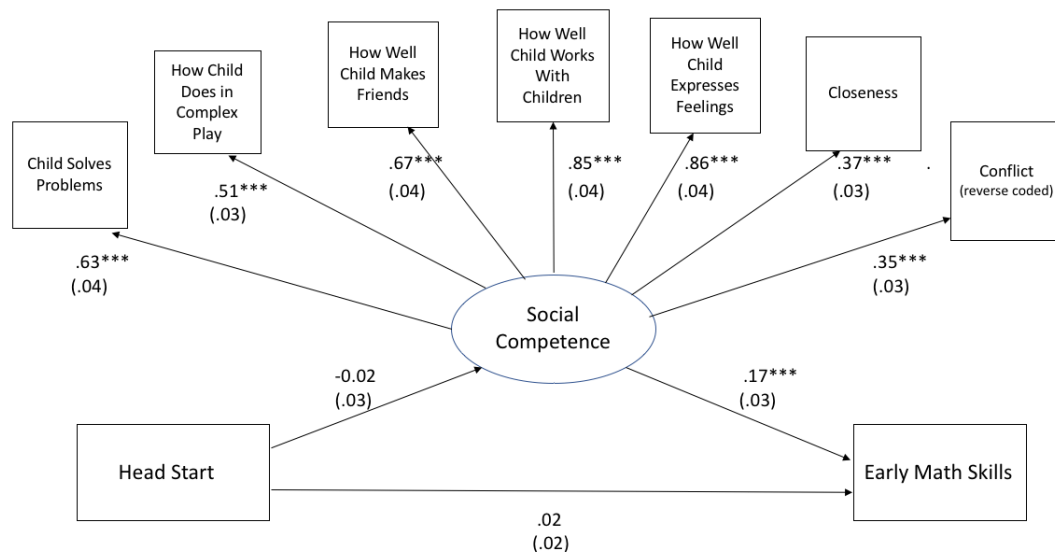 How Child
Does in
Complex
Play
How Well
Child Makes
Friends
How Well
Child Works
With
Children
How Well
Child
Expresses
Feelings
Closeness
Child Solves
Problems
Conflict
(reverse coded)
.63***
(.04)
.51***
(.03)
.67***
(.04)
.85***
(.04)
.86***
(.04)
.37***
(.03)
.
.35***
(.03)
Social
Competence
-0.02
(.03)
.17***
(.03)
Head Start
Early Math Skills
.02
(.02)